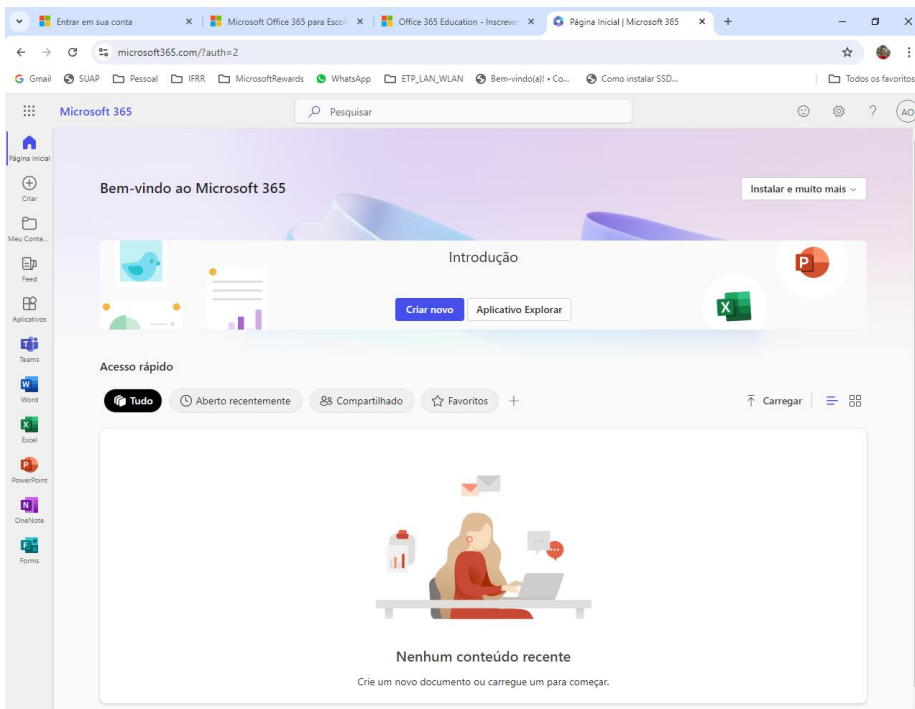 Entrar em sua conta
Microsoft Office 365 para Escol
Office 365 Education - Inscrever
Página Inicial | Microsoft 365
microsoft365.com/?auth=2
Gmail
SUAP
Pessoal
IFRR
MicrosoftRewards
WhatsApp
ETP_LAN_WLAN
Bem-vindo(a)! • Co...
Como instalar SSD...
Todos os favoritos
Microsoft 365
Pesquisar
AO
Página Inicial
Criar
Meu Conte...
Feed
Aplicativos
Teams
Word
Excel
PowerPoint
OneNote
Forms
Bem-vindo ao Microsoft 365
Instalar e muito mais
Introdução
Criar novo
Aplicativo Explorar
Acesso rápido
Tudo
Aberto recentemente
Compartilhado
Favoritos
Carregar
Nenhum conteúdo recente
Crie um novo documento ou carregue um para começar.